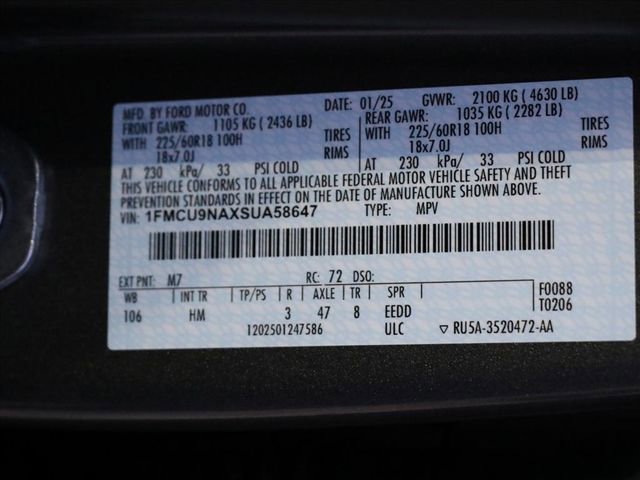 MFD. BY FORD MOTOR CO.
DATE: 01/25 GVWR: 2100 KG ( 4630 LB)
FRONT GAWR: 1105 KG ( 2436 LB)
REAR GAWR: 1035 KG ( 2282 LB)
WITH 225/60R18 100H TIRES
WITH 225/60R18 100H TIRES
18x7.0J RIMS
18x7.0J RIMS
AT 230 kPa/ 33 PSI COLD
AT 230 kPa/ 33 PSI COLD
THIS VEHICLE CONFORMS TO ALL APPLICABLE FEDERAL MOTOR VEHICLE SAFETY AND THEFT
PREVENTION STANDARDS IN EFFECT ON THE DATE OF MANUFACTURE SHOWN ABOVE.
VIN: 1FMCU9NAXSUA58647 TYPE: MPV
EXT PNT: M7 RC: 72 DSO:
WB INT TR TP/PS R AXLE TR SPR F0088
106 HM 3 47 8 EEDD T0206
1202501247586 ULC ▽ RU5A-3520472-AA